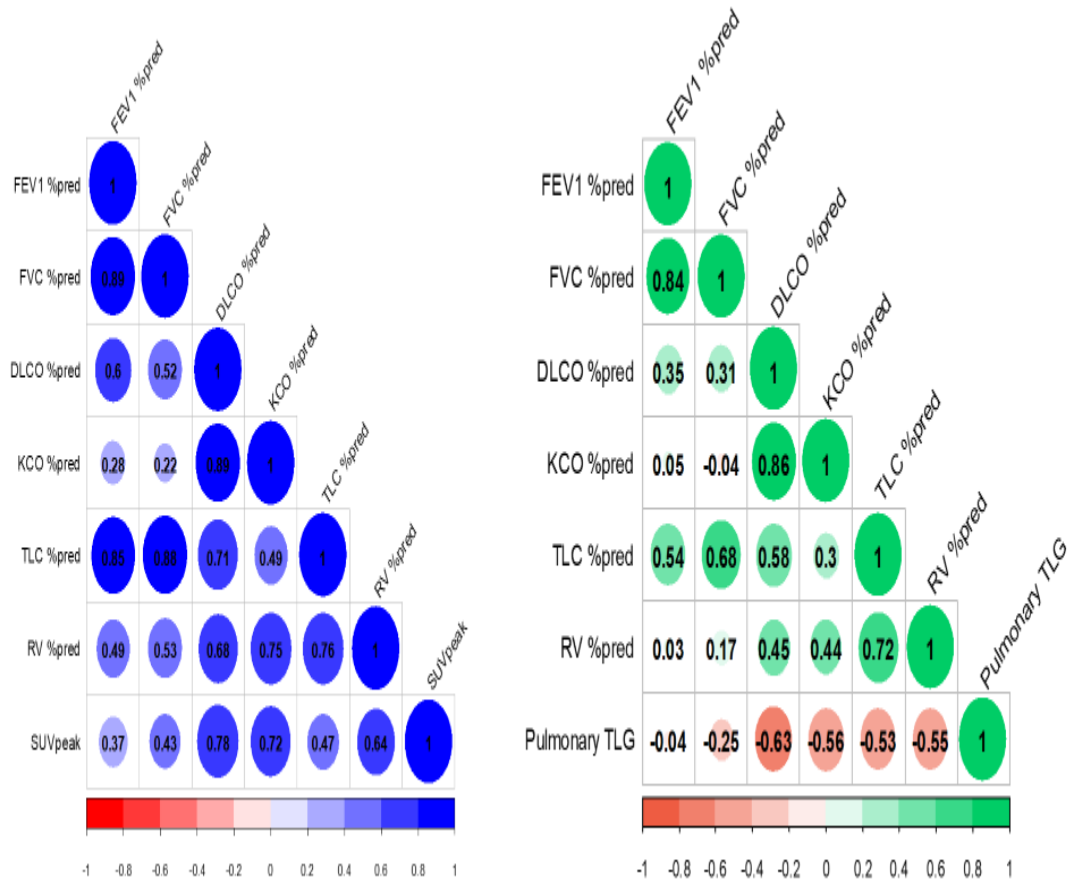 FEV1 %pred
FVC %pred
DLCO %pred
KCO %pred
TLC %pred
RV %pred
SUVpeak
FEV1 %pred 1
FVC %pred 0.89 1
DLCO %pred 0.6 0.52 1
KCO %pred 0.28 0.22 0.89 1
TLC %pred 0.85 0.88 0.71 0.49 1
RV %pred 0.49 0.53 0.68 0.75 0.76 1
SUVpeak 0.37 0.43 0.78 0.72 0.47 0.64 1
-1 -0.8 -0.6 -0.4 -0.2 0 0.2 0.4 0.6 0.8 1
FEV1 %pred
FVC %pred
DLCO %pred
KCO %pred
TLC %pred
RV %pred
Pulmonary TLG
FEV1 %pred 1
FVC %pred 0.84 1
DLCO %pred 0.35 0.31 1
KCO %pred 0.05 -0.04 0.86 1
TLC %pred 0.54 0.68 0.58 0.3 1
RV %pred 0.03 0.17 0.45 0.44 0.72 1
Pulmonary TLG -0.04 -0.25 -0.63 -0.56 -0.53 -0.55 1
-1 -0.8 -0.6 -0.4 -0.2 0 0.2 0.4 0.6 0.8 1